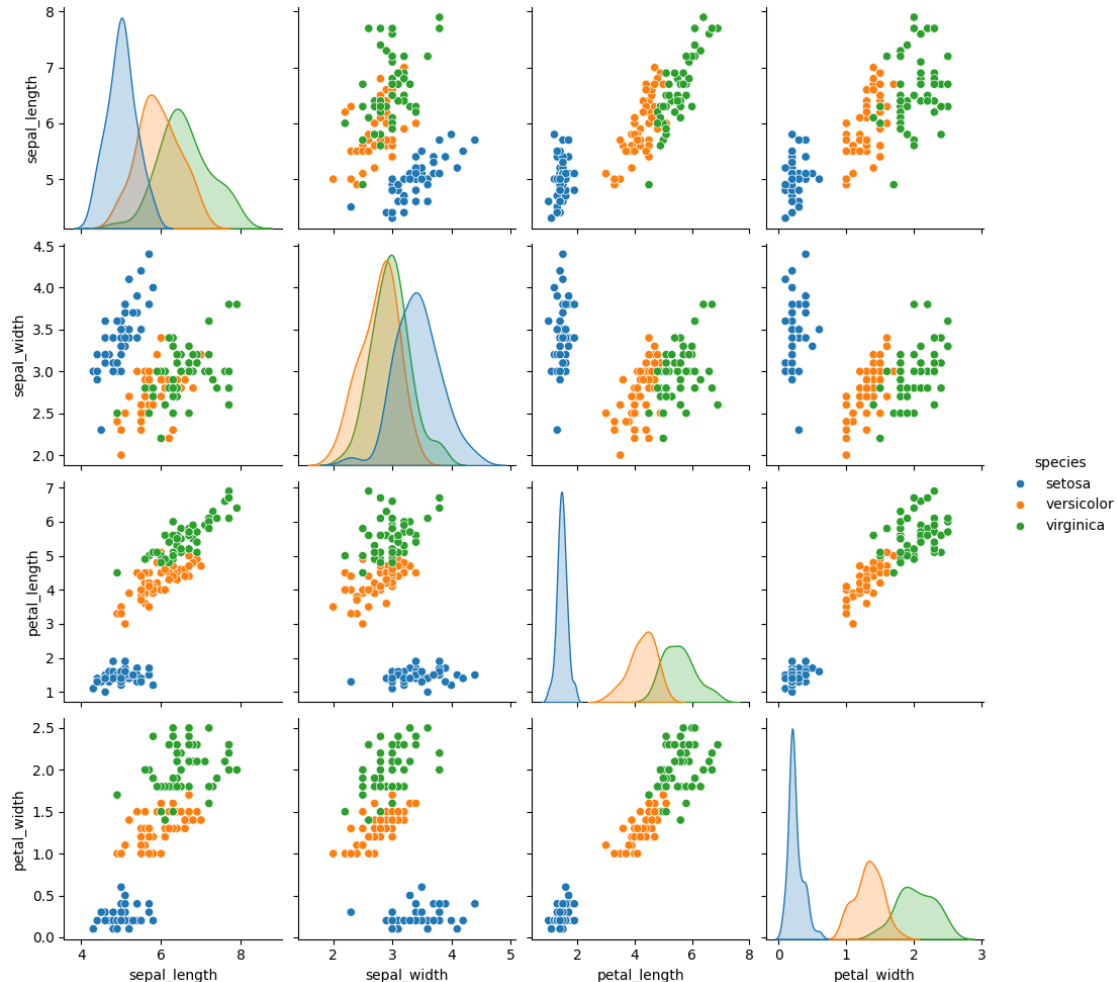 8
7
6
5
sepal_length
4.5
4.0
3.5
3.0
2.5
2.0
sepal_width
species
setosa
versicolor
virginica
7
6
5
4
3
2
1
petal_length
2.5
2.0
1.5
1.0
0.5
0.0
petal_width
4 6 8 2 3 4 5 2 4 6 8 0 1 2 3
sepal_length sepal_width petal_length petal_width